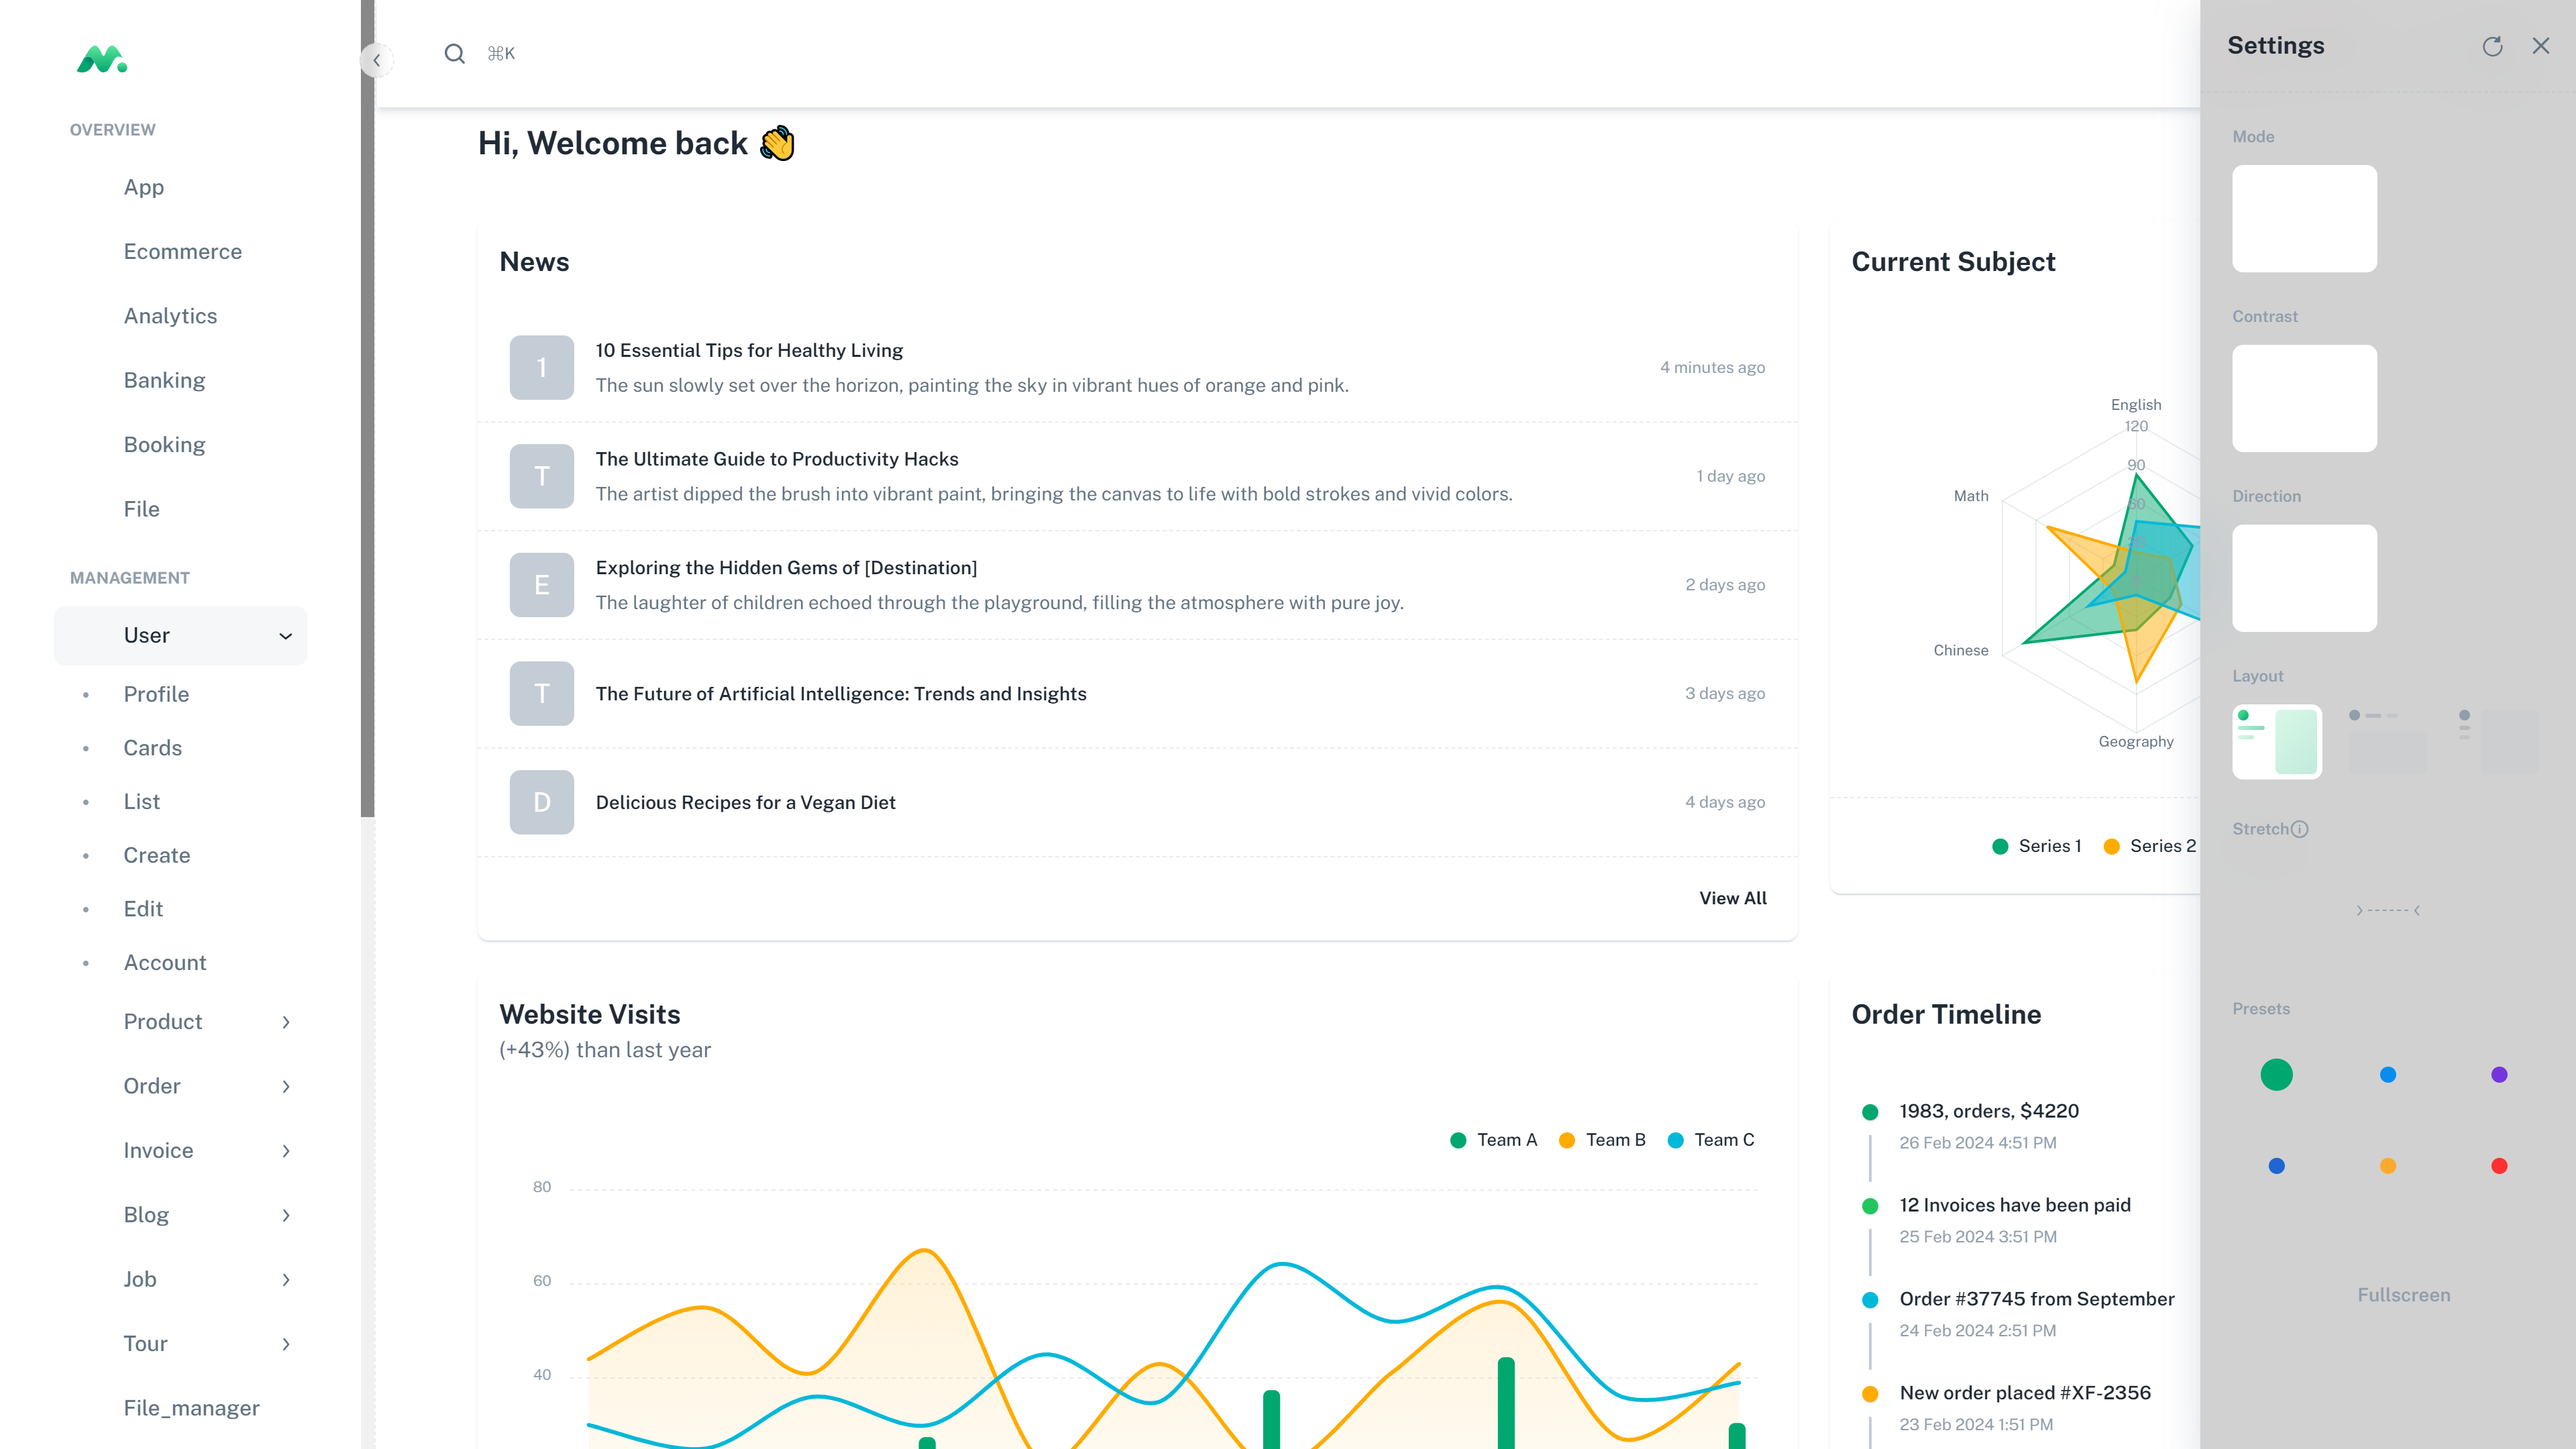 OVERVIEW
App
Ecommerce
Analytics
Banking
Booking
File
MANAGEMENT
User
Profile
Cards
List
Create
Edit
Account
Product
Order
Invoice
Blog
Job
Tour
File_manager
⌘K
Hi, Welcome back 👋
News
1
10 Essential Tips for Healthy Living
The sun slowly set over the horizon, painting the sky in vibrant hues of orange and pink.
4 minutes ago
T
The Ultimate Guide to Productivity Hacks
The artist dipped the brush into vibrant paint, bringing the canvas to life with bold strokes and vivid colors.
1 day ago
E
Exploring the Hidden Gems of [Destination]
The laughter of children echoed through the playground, filling the atmosphere with pure joy.
2 days ago
T
The Future of Artificial Intelligence: Trends and Insights
3 days ago
D
Delicious Recipes for a Vegan Diet
4 days ago
View All
Current Subject
English
120
90
60
30
Math
Chinese
Geography
Series 1
Series 2
Website Visits
(+43%) than last year
Team A
Team B
Team C
80
60
40
Order Timeline
1983, orders, $4220
26 Feb 2024 4:51 PM
12 Invoices have been paid
25 Feb 2024 3:51 PM
Order #37745 from September
24 Feb 2024 2:51 PM
New order placed #XF-2356
23 Feb 2024 1:51 PM
Settings
Mode
Contrast
Direction
Layout
Stretch
Presets
Fullscreen